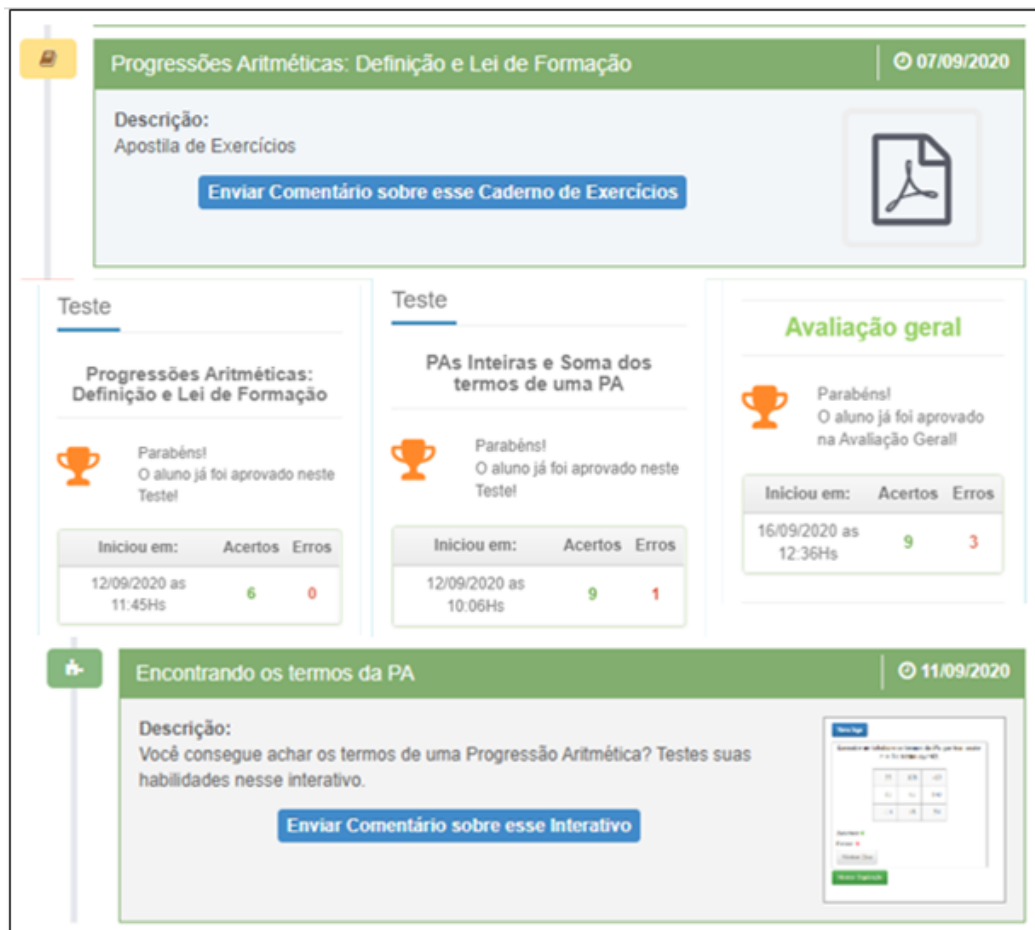 Progressões Aritméticas: Definição e Lei de Formação
07/09/2020
Descrição:
Apostila de Exercícios
Enviar Comentário sobre esse Caderno de Exercícios
Teste
Progressões Aritméticas:
Definição e Lei de Formação
Parabéns!
O aluno já foi aprovado neste
Teste!
Iniciou em: Acertos Erros
12/09/2020 as
11:45Hs
6 0
Teste
PAs Inteiras e Soma dos
termos de uma PA
Parabéns!
O aluno já foi aprovado neste
Teste!
Iniciou em: Acertos Erros
12/09/2020 as
10:06Hs
9 1
Avaliação geral
Parabéns!
O aluno já foi aprovado
na Avaliação Geral!
Iniciou em: Acertos Erros
16/09/2020 as
12:36Hs
9 3
Encontrando os termos da PA
11/09/2020
Descrição:
Você consegue achar os termos de uma Progressão Aritmética? Testes suas
habilidades nesse interativo.
Enviar Comentário sobre esse Interativo